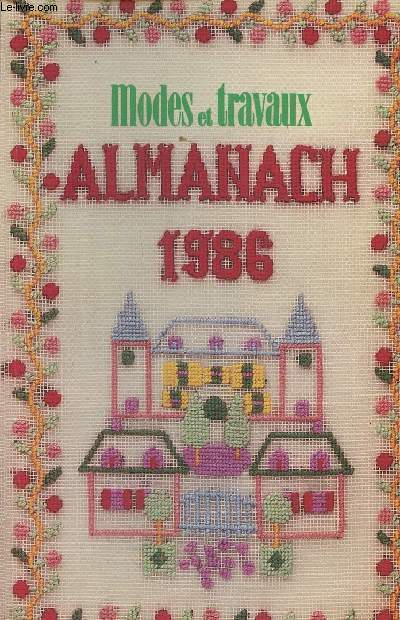 Le-livre.com
Modes et travaux
ALMANACH
1986